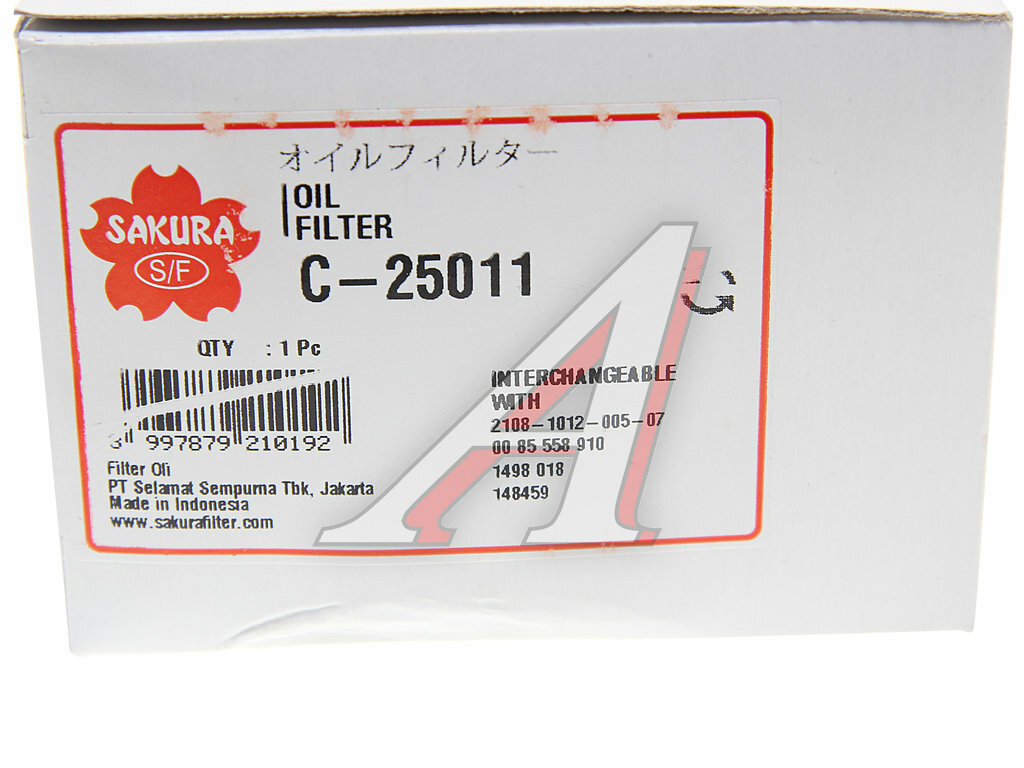 オイルフィルター
OIL
FILTER
SAKURA
S/F
C-25011
QTY : 1 Pc
3 997879 210192
Filter Oli
PT Selamat Sempurna Tbk, Jakarta
Made in Indonesia
www.sakurafilter.com
INTERCHANGEABLE
WITH
2108-1012-005-07
00 85 558 910
1498 018
148459
A